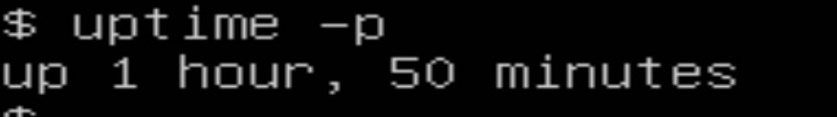 $ uptime -p
up 1 hour, 50 minutes
$